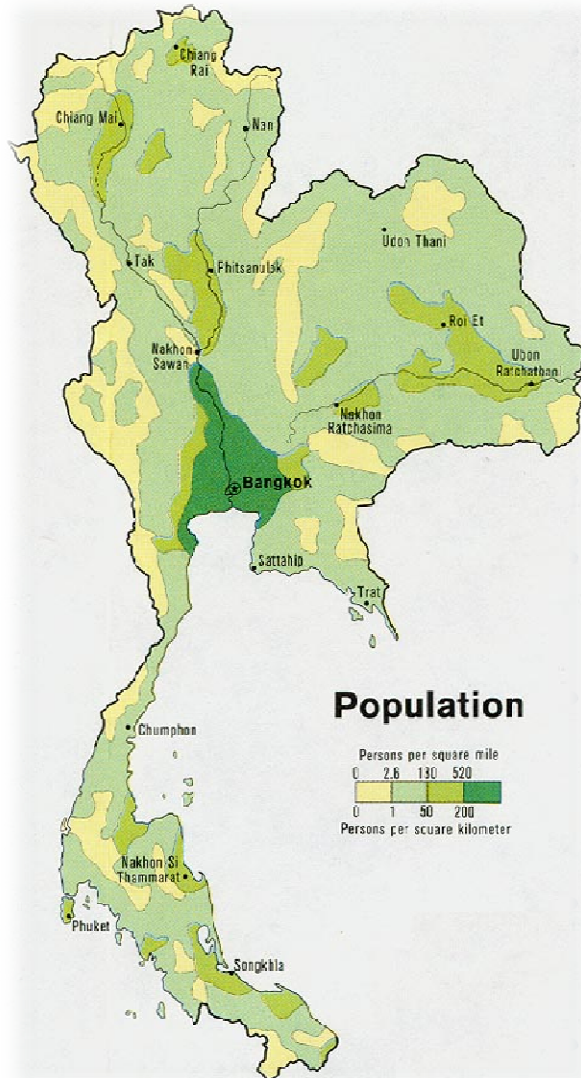 Chiang
Rai
Chiang Mai
Nan
Udon Thani
Tak
Phitsanulok
Roi Et
Ubon
Ratchathani
Nakhon
Sawan
Nakhon
Ratchasima
Bangkok
Sattahip
Trat
Population
Persons per square mile
0 2.6 130 520
0 1 50 200
Persons per square kilometer
Chumphon
Nakhon Si
Thammarat
Phuket
Songkhla